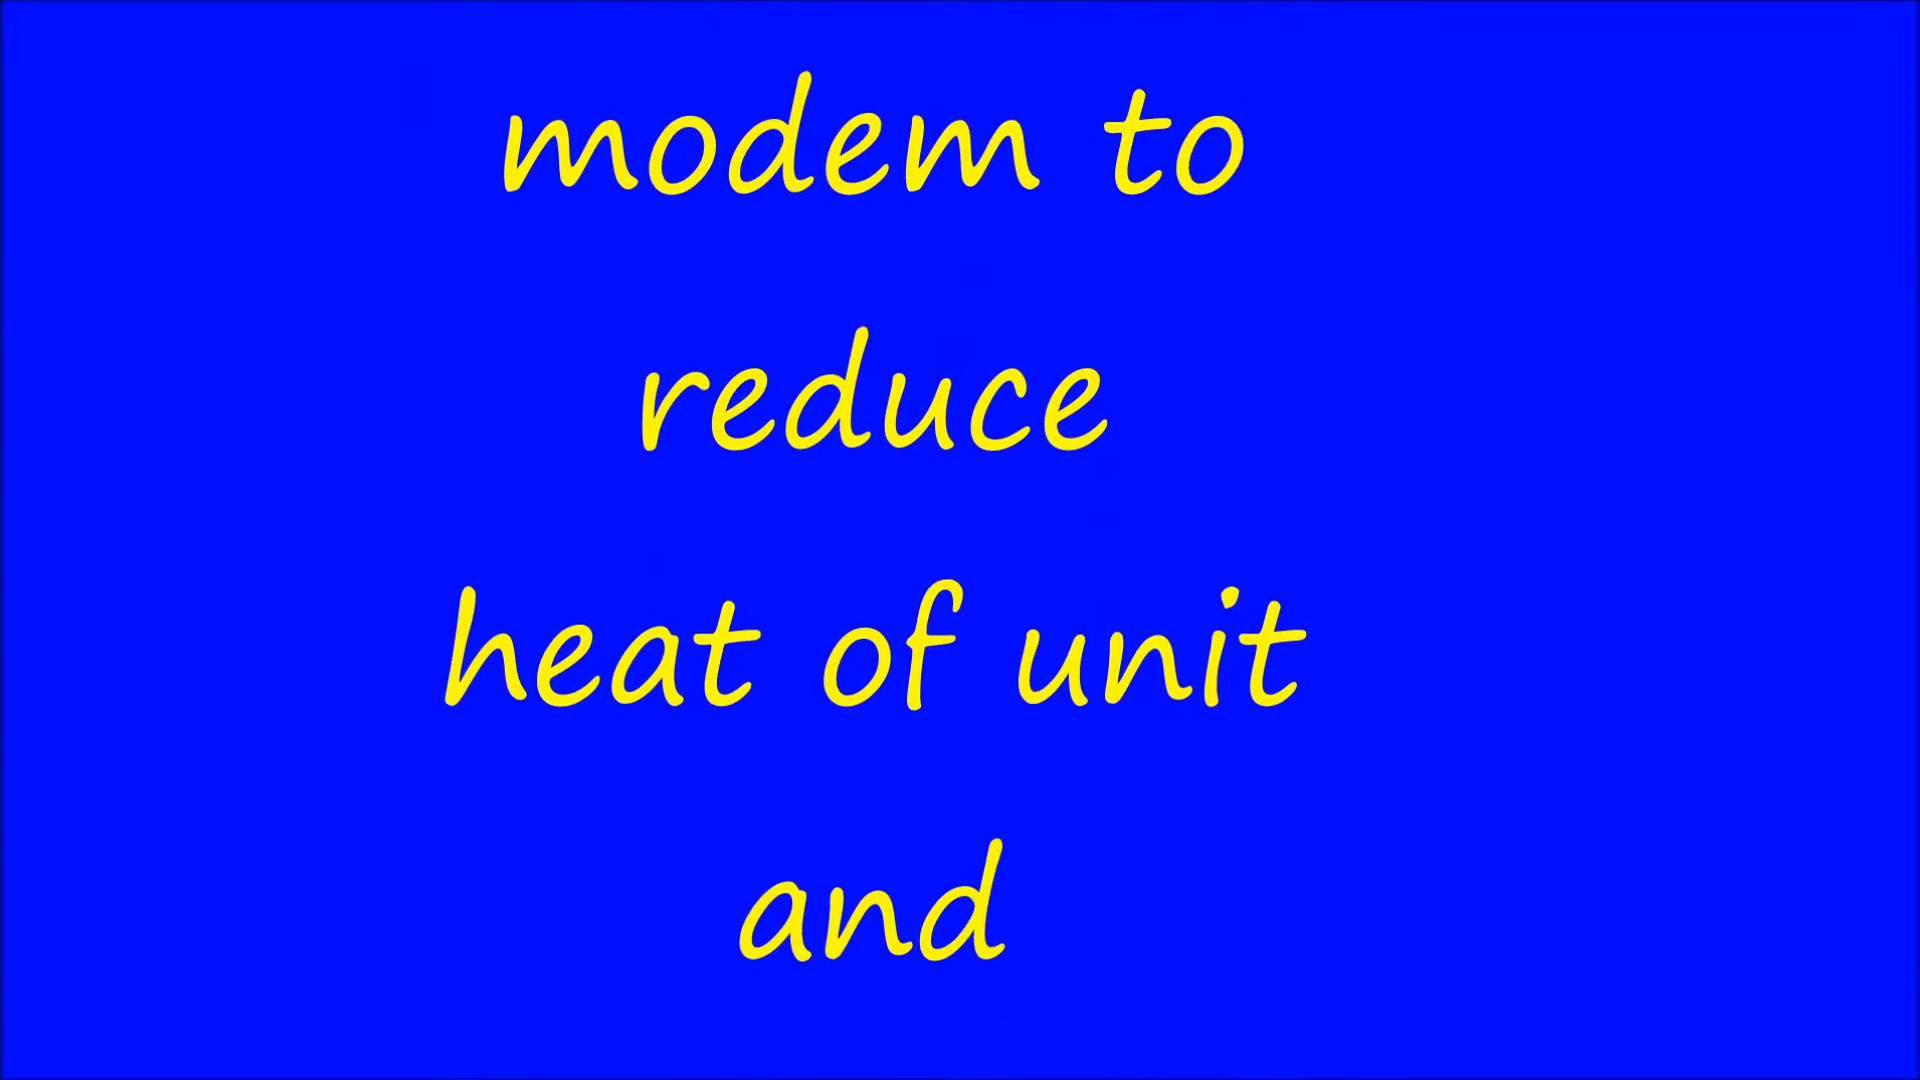 modem to
reduce
heat of unit
and